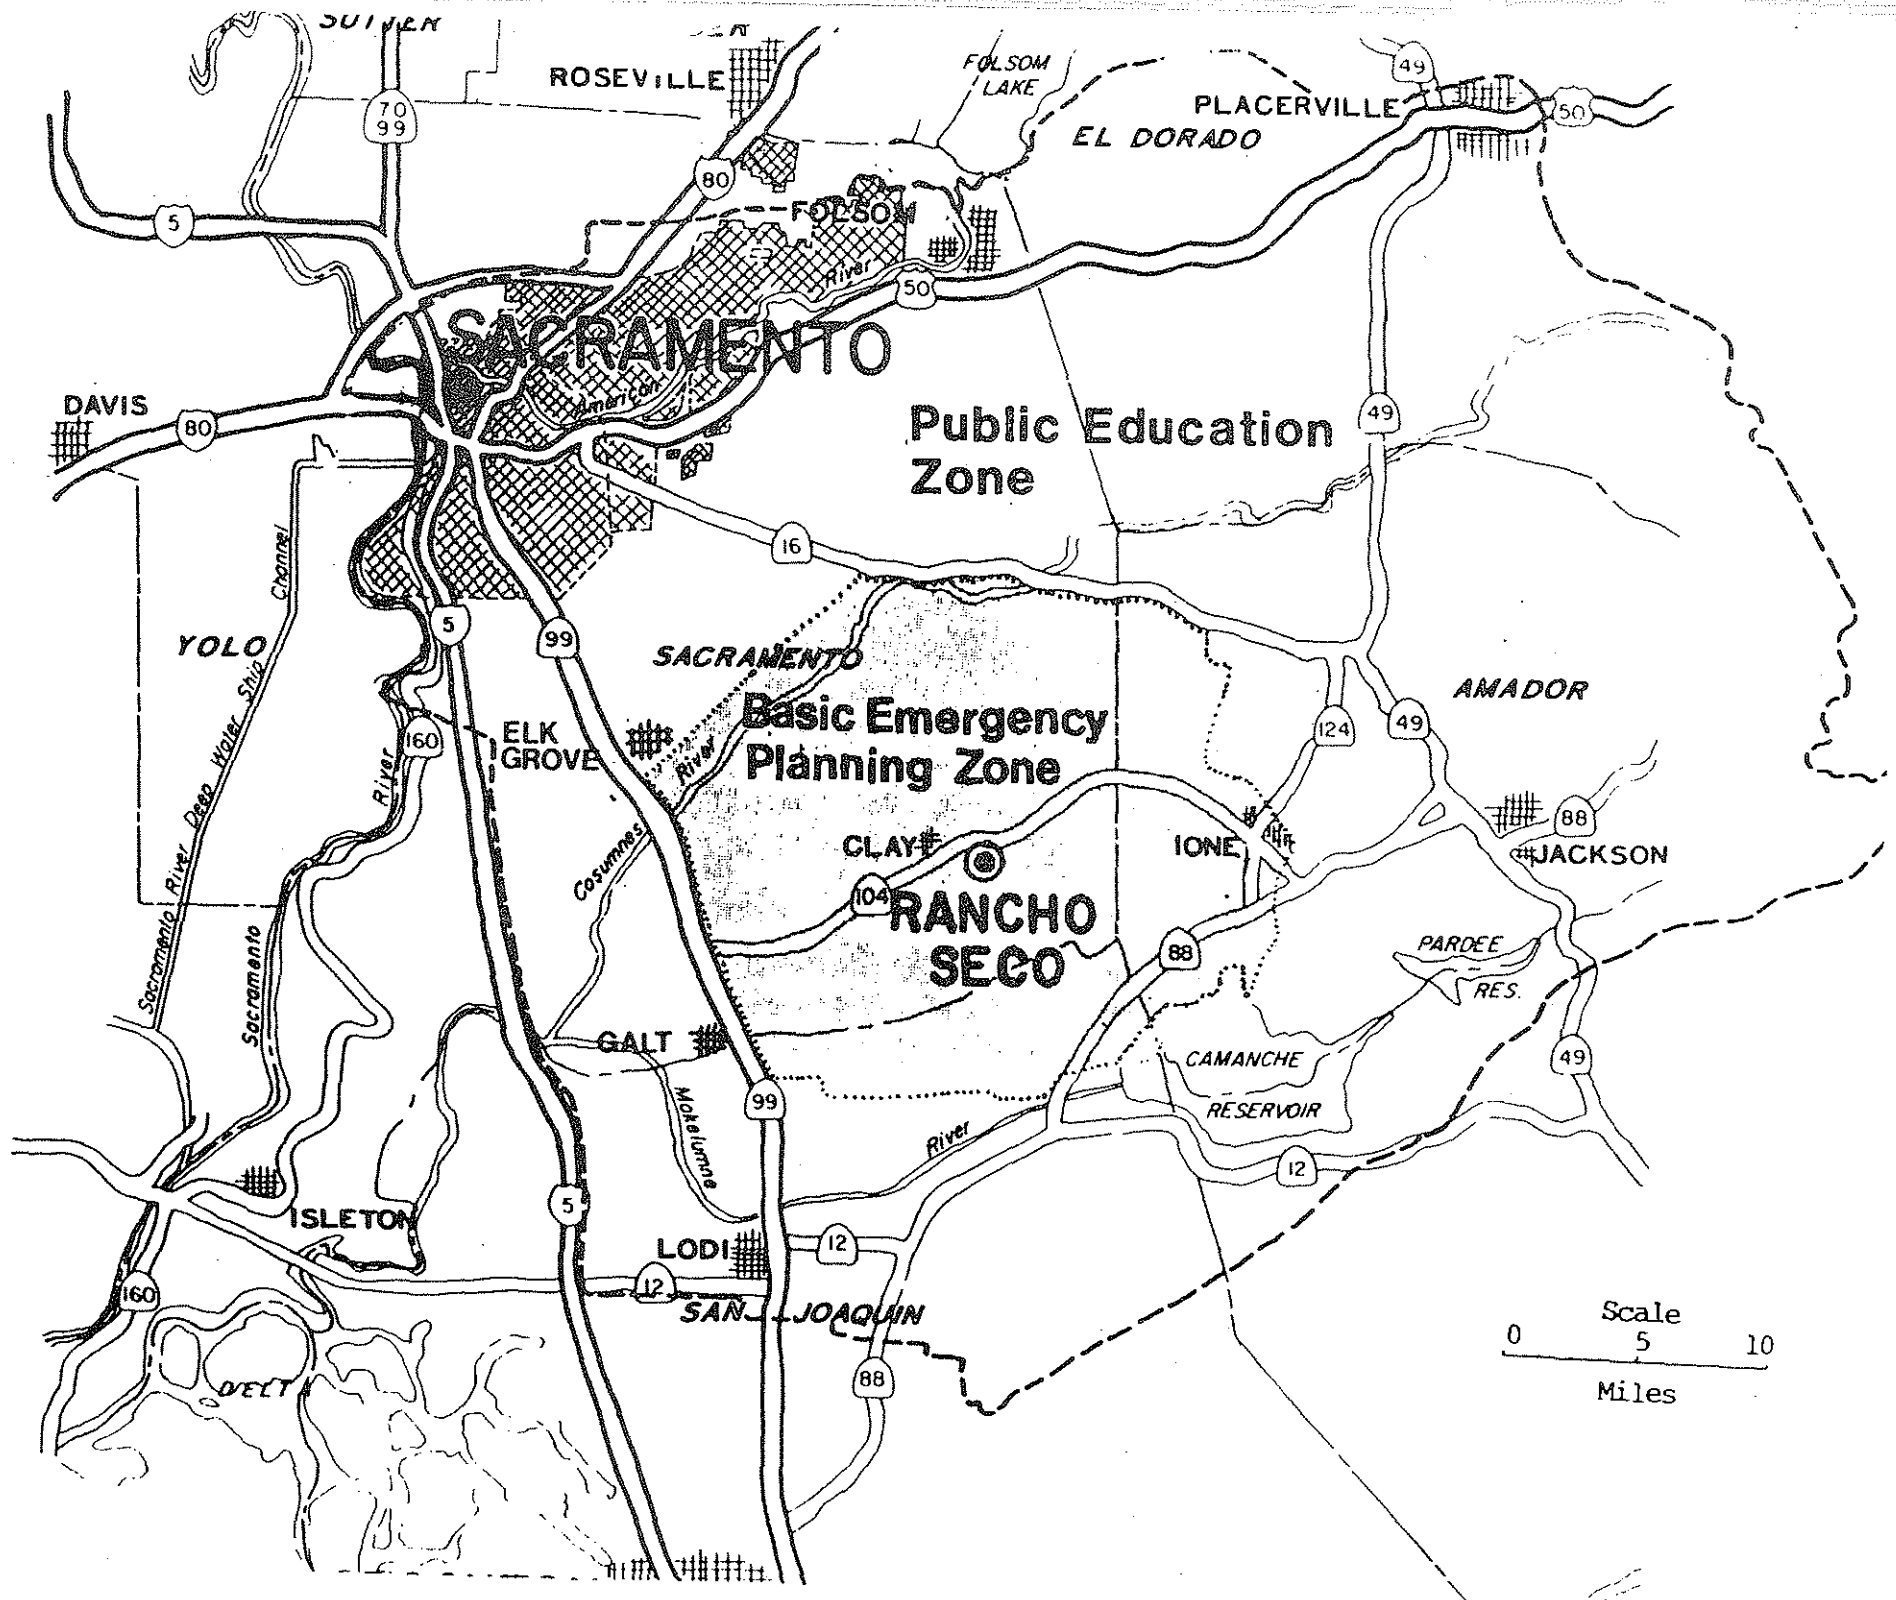 SUTTER
ROSEVILLE
FOLSOM
LAKE
49
PLACERVILLE
50
70
99
EL DORADO
80
5
FOLSOM
River
50
SACRAMENTO
American
DAVIS
80
49
Public Education
Zone
Channel
16
5
99
YOLO
SACRAMENTO
AMADOR
Sacramento River Deep Water Ship
160
ELK
GROVE
River
Basic Emergency
Planning Zone
River
124
49
88
Cosumnes
CLAY
IONE
JACKSON
104
RANCHO
SECO
88
PARDEE
RES.
Sacramento
GALT
CAMANCHE
RESERVOIR
49
99
Mokelumne
River
12
5
ISLETON
LODI
12
160
12
SAN JOAQUIN
88
DELTA
Scale
0 5 10
Miles